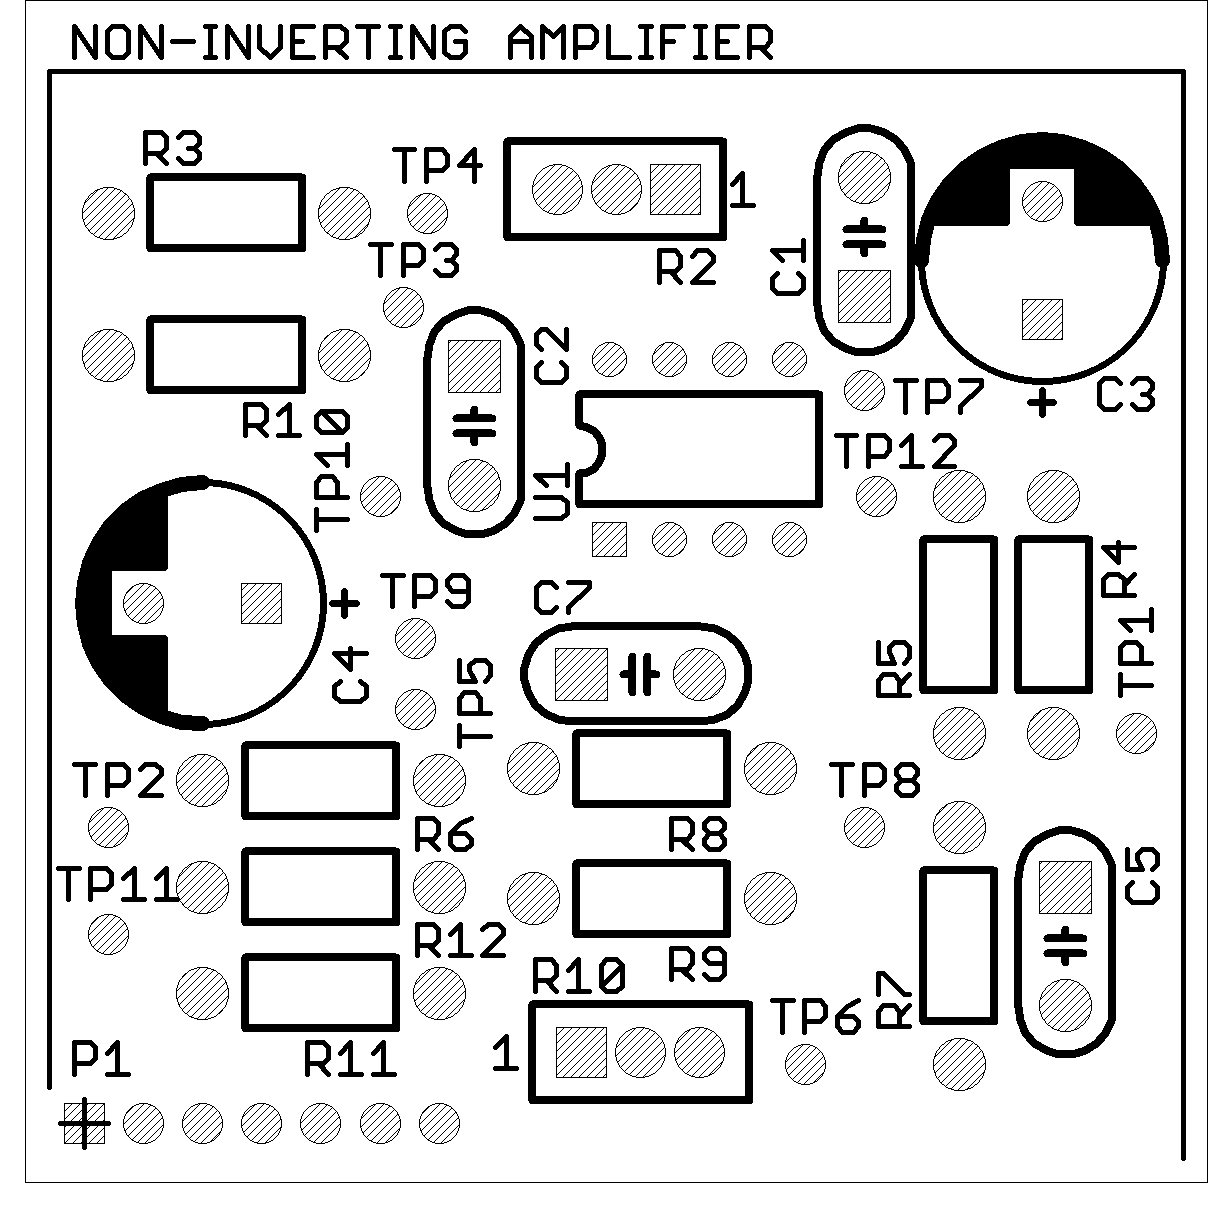 NON-INVERTING AMPLIFIER
R3
TP4
1
R2
TP3
C1
C2
R1
TP10
U1
TP7
C3
+
TP12
TP9
+
C4
C7
TP5
R5
R4
TP1
TP2
R6
R8
TP8
TP11
C5
R12
R9
R10
R7
TP6
P1
R11
1